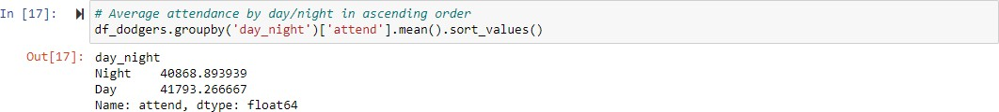 In [17]:
# Average attendance by day/night in ascending order
df_dodgers.groupby('day_night')['attend'].mean().sort_values()
Out[17]:
day_night
Night    40868.893939
Day      41793.266667
Name: attend, dtype: float64